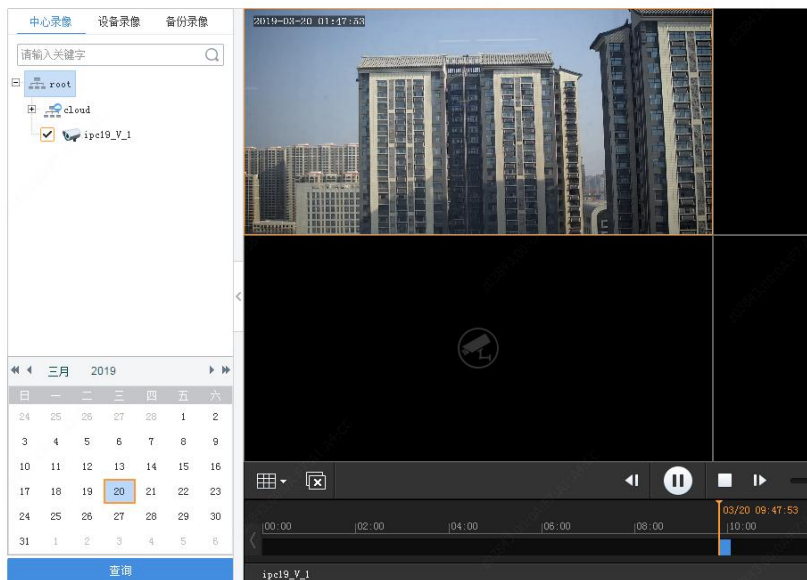 中心录像 设备录像 备份录像
请输入关键字
root
cloud
ipc19_V_1
三月 2019
日 一 二 三 四 五 六
24 25 26 27 28 1 2
3 4 5 6 7 8 9
10 11 12 13 14 15 16
17 18 19 20 21 22 23
24 25 26 27 28 29 30
31 1 2 3 4 5 6
查询
2019-03-20 01:47:53
03/20 09:47:53
00:00 02:00 04:00 06:00 08:00 10:00
ipc19_V_1